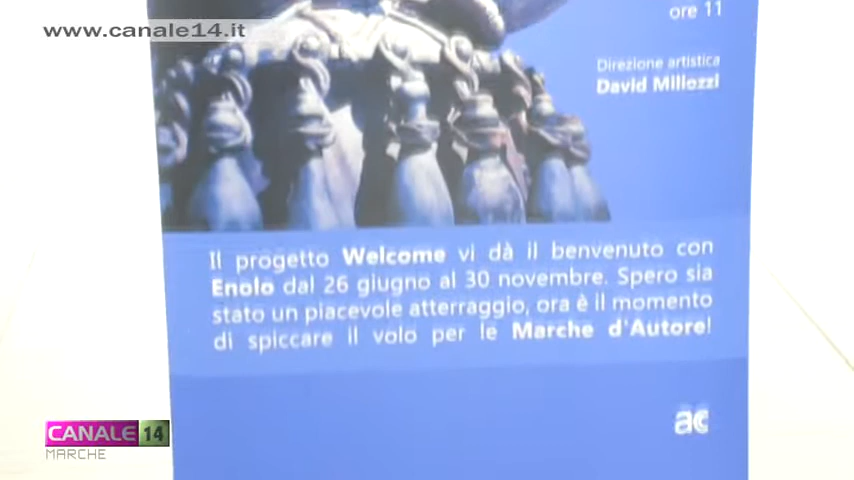 www.canale14.it
ore 11
Direzione artistica
David Miliozzi
Il progetto Welcome vi dà il benvenuto con
Enolo dal 26 giugno al 30 novembre. Spero sia
stato un piacevole atterraggio, ora è il momento
di spiccare il volo per le Marche d'Autore!
ac
CANALE 14
MARCHE